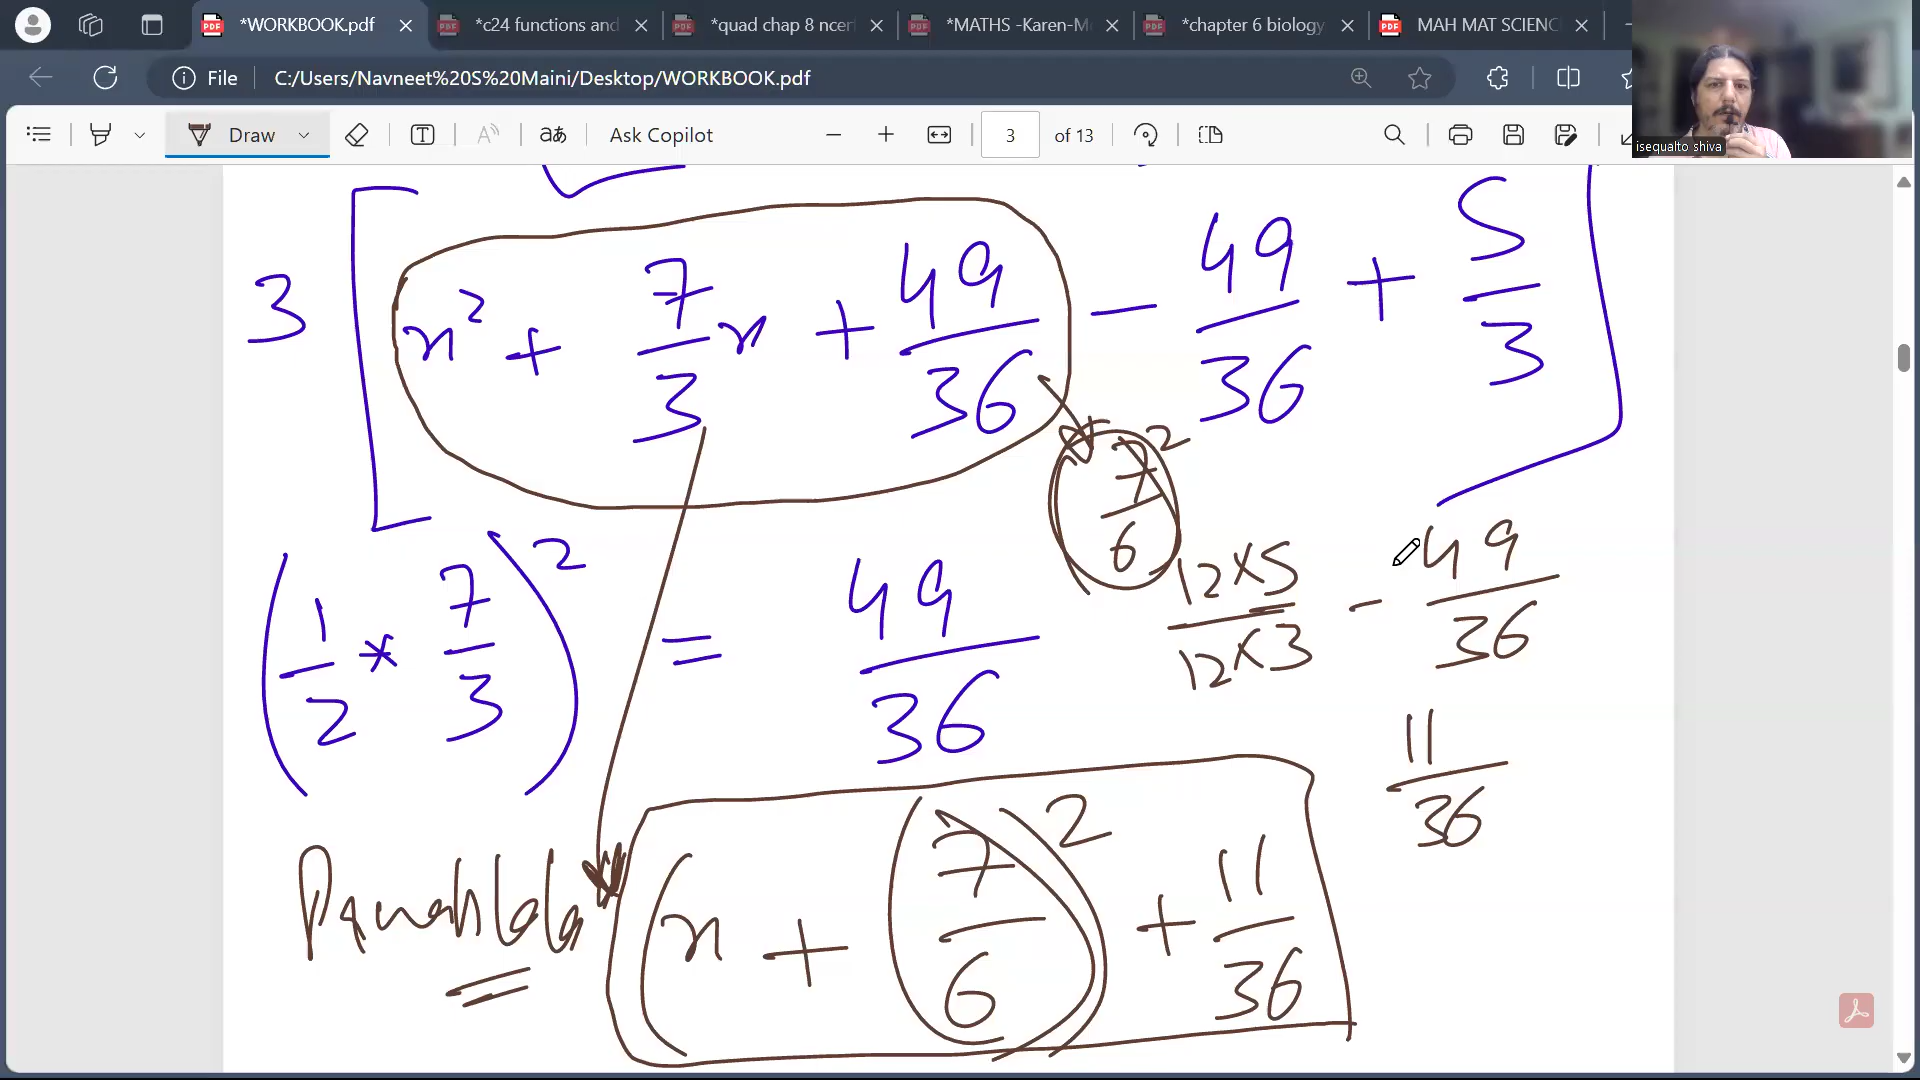 *WORKBOOK.pdf
*c24 functions and
*quad chap 8 ncer
*MATHS -Karen-M
*chapter 6 biology
MAH MAT SCIENC
File
C:/Users/Navneet%20S%20Maini/Desktop/WORKBOOK.pdf
Draw
Ask Copilot
3
of 13
isequalto shiva
3 [ x² + 7/3 x + 49/36 - 49/36 + 5/3 ]
(7/6)²
(1/2 * 7/3)² = 49/36
12×5/12×3 - 49/36
11/36
(x + 7/6)² + 11/36